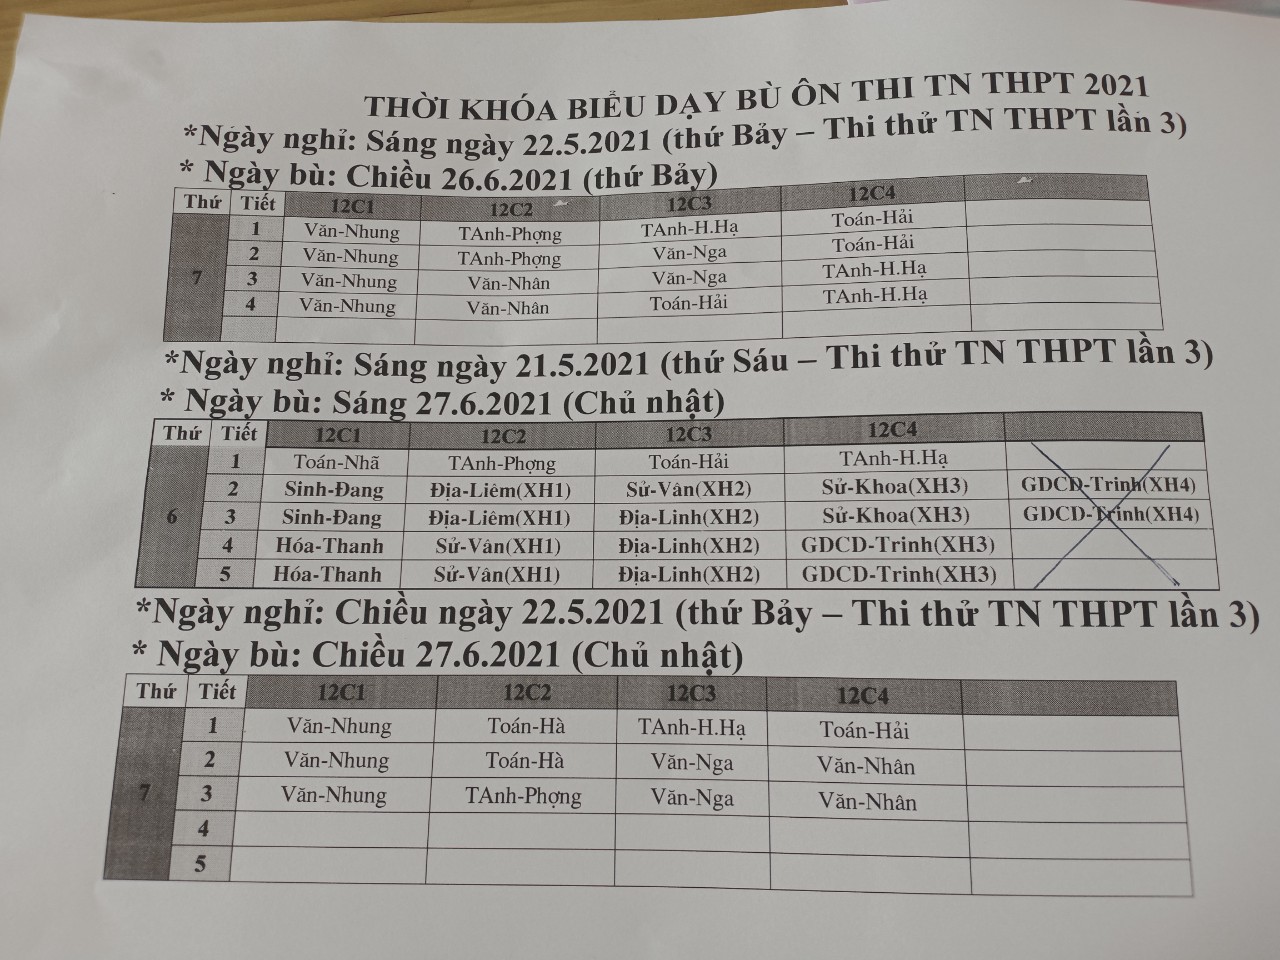 THỜI KHÓA BIỂU DẠY BÙ ÔN THI TN THPT 2021
*Ngày nghỉ: Sáng ngày 22.5.2021 (thứ Bảy – Thi thử TN THPT lần 3)
* Ngày bù: Chiều 26.6.2021 (thứ Bảy)
Thứ Tiết 12C1 12C2 12C3 12C4
1 Văn-Nhung TAnh-Phợng TAnh-H.Hạ Toán-Hải
2 Văn-Nhung TAnh-Phợng Văn-Nga Toán-Hải
7 3 Văn-Nhung Văn-Nhân Văn-Nga TAnh-H.Hạ
4 Văn-Nhung Văn-Nhân Toán-Hải TAnh-H.Hạ
*Ngày nghỉ: Sáng ngày 21.5.2021 (thứ Sáu – Thi thử TN THPT lần 3)
* Ngày bù: Sáng 27.6.2021 (Chủ nhật)
Thứ Tiết 12C1 12C2 12C3 12C4
1 Toán-Nhã TAnh-Phợng Toán-Hải TAnh-H.Hạ
2 Sinh-Đang Địa-Liêm(XH1) Sử-Vân(XH2) Sử-Khoa(XH3) GDCD-Trinh(XH4)
6 3 Sinh-Đang Địa-Liêm(XH1) Địa-Linh(XH2) Sử-Khoa(XH3) GDCD-Trinh(XH4)
4 Hóa-Thanh Sử-Vân(XH1) Địa-Linh(XH2) GDCD-Trinh(XH3)
5 Hóa-Thanh Sử-Vân(XH1) Địa-Linh(XH2) GDCD-Trinh(XH3)
*Ngày nghỉ: Chiều ngày 22.5.2021 (thứ Bảy – Thi thử TN THPT lần 3)
* Ngày bù: Chiều 27.6.2021 (Chủ nhật)
Thứ Tiết 12C1 12C2 12C3 12C4
1 Văn-Nhung Toán-Hà TAnh-H.Hạ Toán-Hải
2 Văn-Nhung Toán-Hà Văn-Nga Văn-Nhân
7 3 Văn-Nhung TAnh-Phợng Văn-Nga Văn-Nhân
4
5